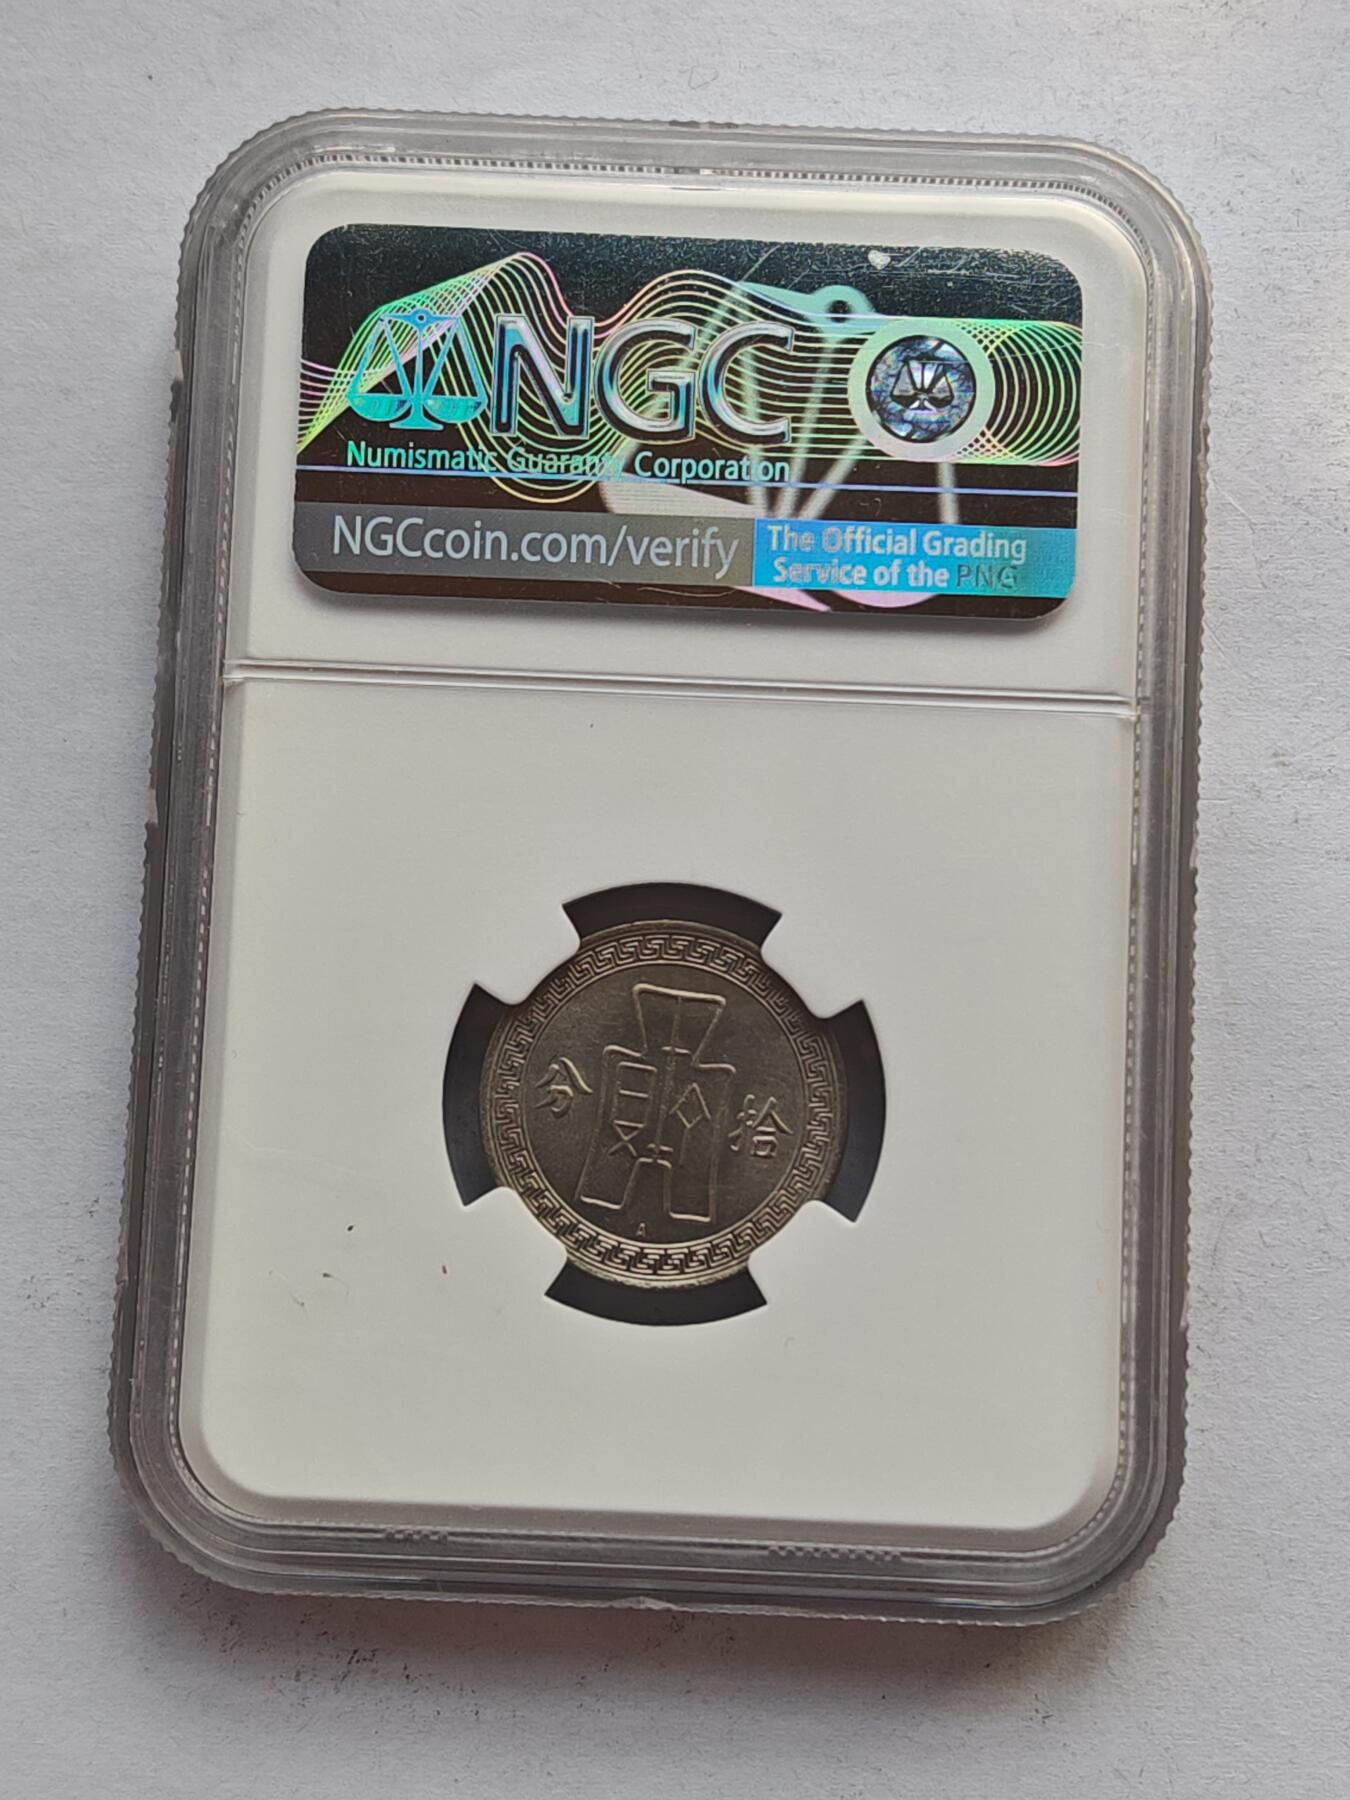 NGC
Numismatic Guaranty Corporation
NGCcoin.com/verify
The Official Grading
Service of the PNG
分 拾
A